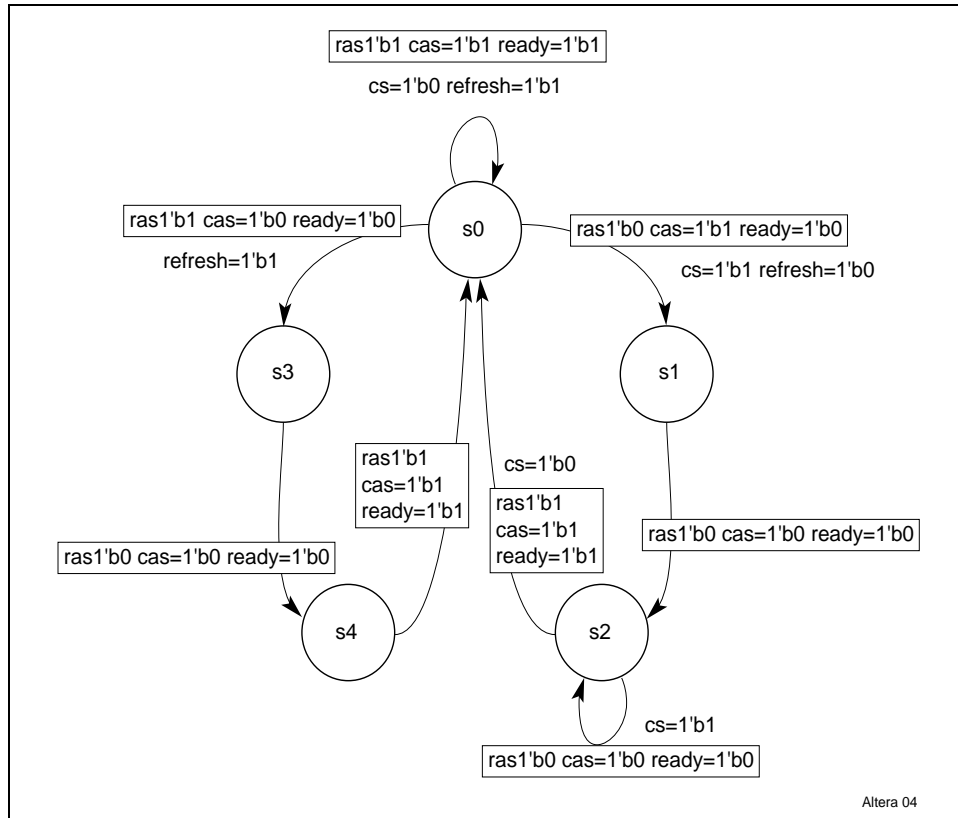 ras1'b1 cas=1'b1 ready=1'b1
cs=1'b0 refresh=1'b1
ras1'b1 cas=1'b0 ready=1'b0
s0
ras1'b0 cas=1'b1 ready=1'b0
refresh=1'b1
cs=1'b1 refresh=1'b0
s3
s1
ras1'b1
cas=1'b1
ready=1'b1
cs=1'b0
ras1'b1
cas=1'b1
ready=1'b1
ras1'b0 cas=1'b0 ready=1'b0
ras1'b0 cas=1'b0 ready=1'b0
s4
s2
cs=1'b1
ras1'b0 cas=1'b0 ready=1'b0
Altera 04